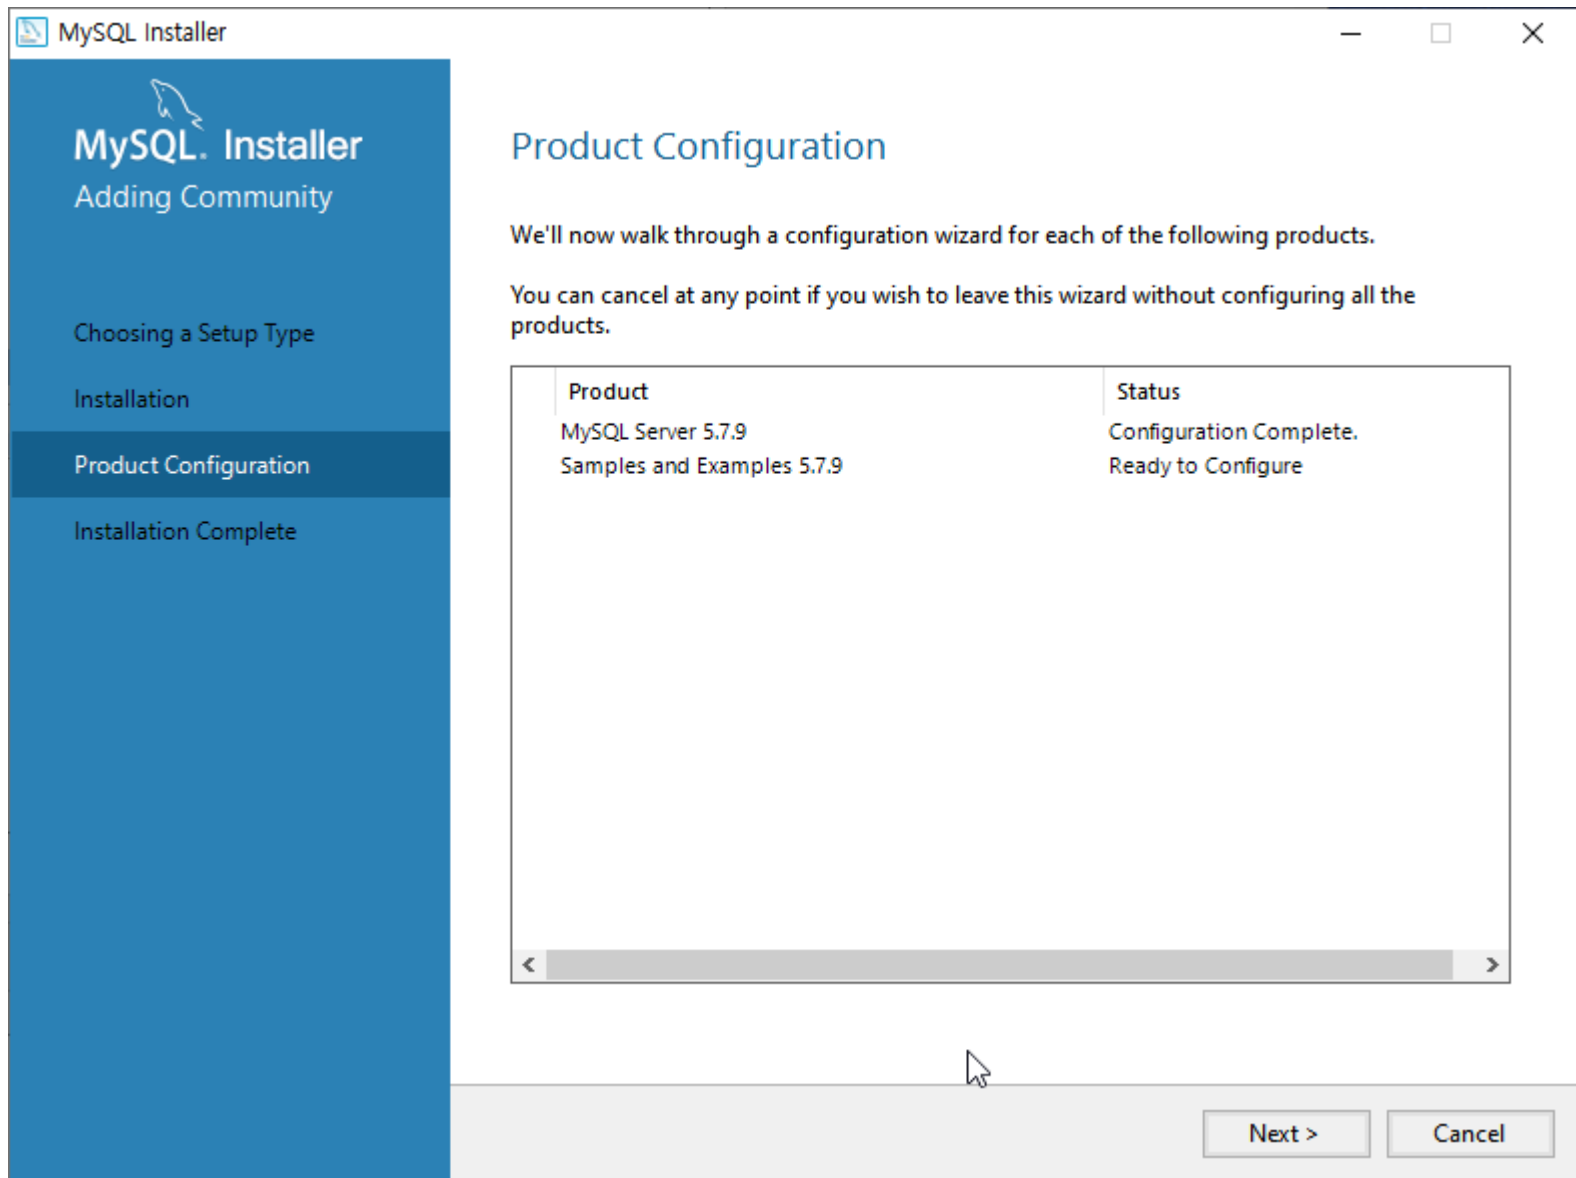 MySQL Installer
MySQL. Installer
Adding Community
Choosing a Setup Type
Installation
Product Configuration
Installation Complete
Product Configuration
We'll now walk through a configuration wizard for each of the following products.
You can cancel at any point if you wish to leave this wizard without configuring all the
products.
Product Status
MySQL Server 5.7.9 Configuration Complete.
Samples and Examples 5.7.9 Ready to Configure
Next > Cancel